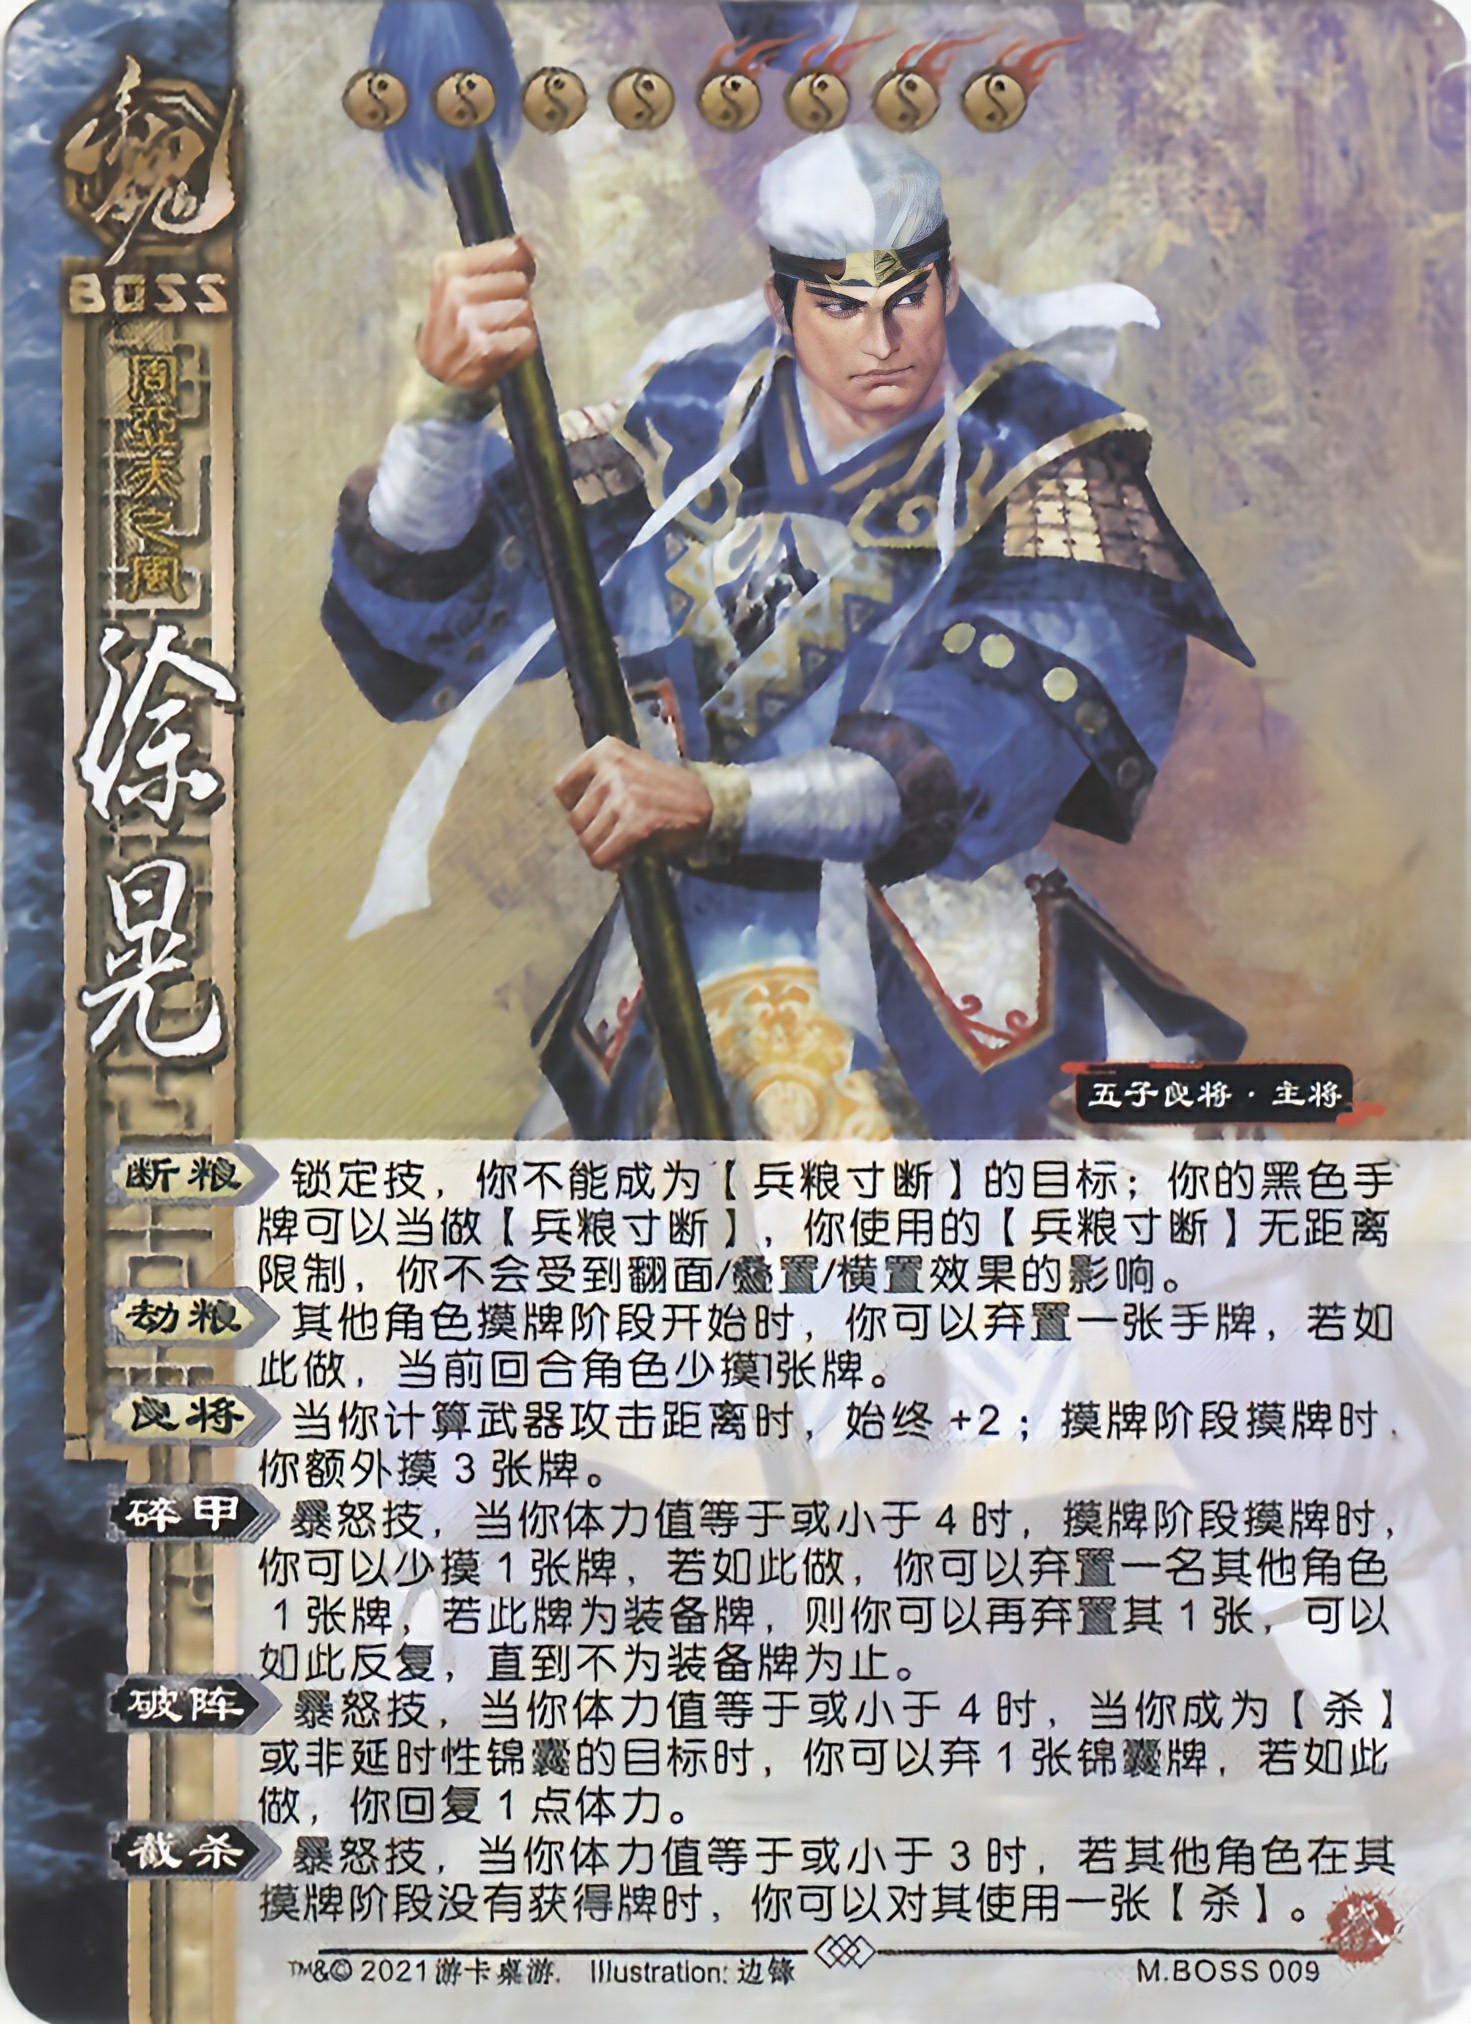 魏
BOSS
周亚夫之風
徐晃
五子良将·主将
断粮 锁定技，你不能成为【兵粮寸断】的目标；你的黑色手
牌可以当做【兵粮寸断】，你使用的【兵粮寸断】无距离
限制，你不会受到翻面/叠置/横置效果的影响。
劫粮 其他角色摸牌阶段开始时，你可以弃置一张手牌，若如
此做，当前回合角色少摸1张牌。
良将 当你计算武器攻击距离时，始终+2；摸牌阶段摸牌时，
你额外摸 3 张牌。
碎甲 暴怒技，当你体力值等于或小于 4 时，摸牌阶段摸牌时，
你可以少摸 1 张牌，若如此做，你可以弃置一名其他角色
1 张牌，若此牌为装备牌，则你可以再弃置其 1 张，可以
如此反复，直到不为装备牌为止。
破阵 暴怒技，当你体力值等于或小于 4 时，当你成为【杀】
或非延时性锦囊的目标时，你可以弃 1 张锦囊牌，若如此
做，你回复 1 点体力。
截杀 暴怒技，当你体力值等于或小于 3 时，若其他角色在其
摸牌阶段没有获得牌时，你可以对其使用一张【杀】。
™&© 2021 游卡桌游. Illustration: 边锋
M.BOSS 009